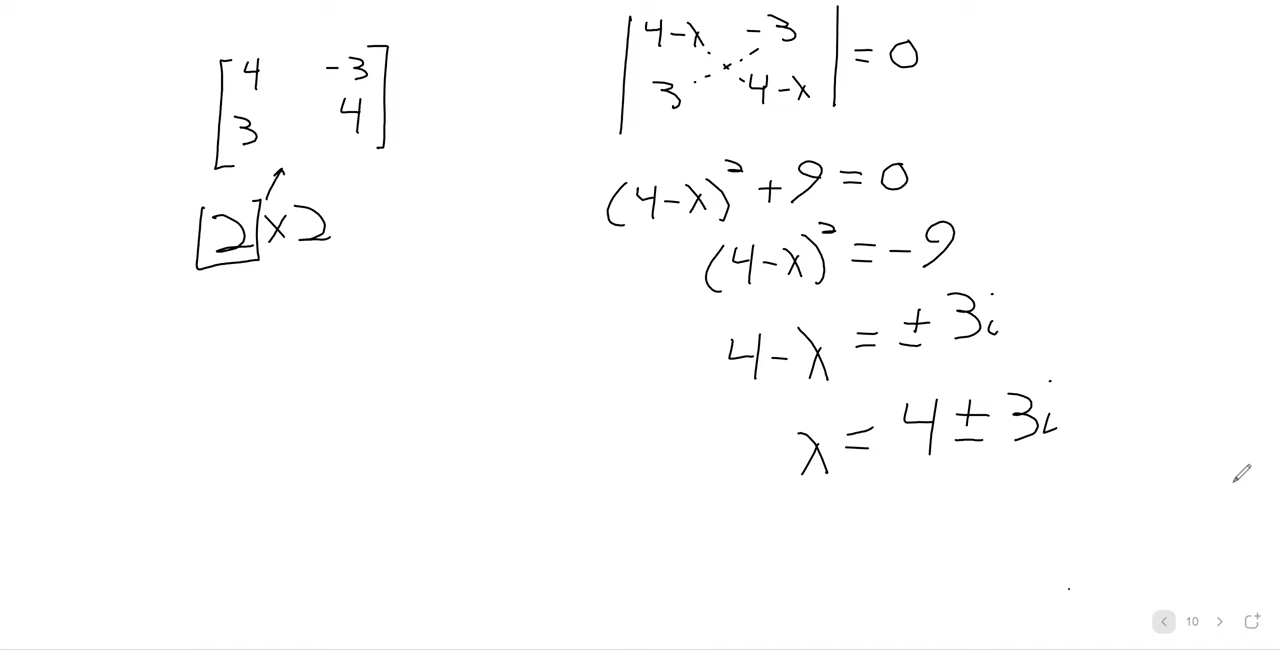 [4 -3
3 4]
[2] x 2
|4-λ -3
3 4-λ| = 0
(4-λ)² + 9 = 0
(4-λ)² = -9
4-λ = ± 3i
λ = 4 ± 3i
10